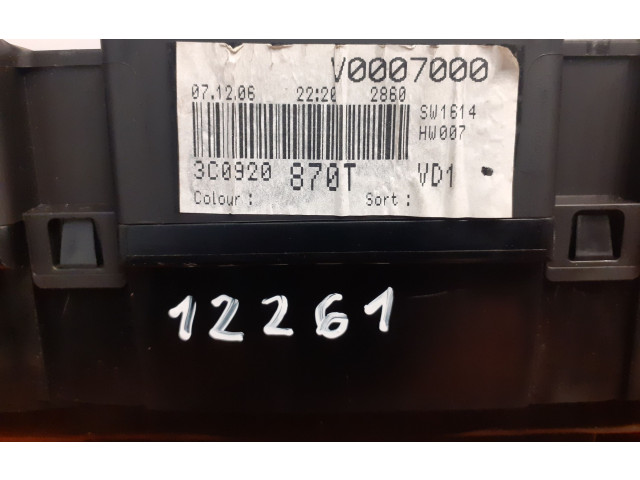 V0007000
07.12.06 22:20 2860
SW1614
HW007
3C0920 870T VD1
Colour : Sort :
12261